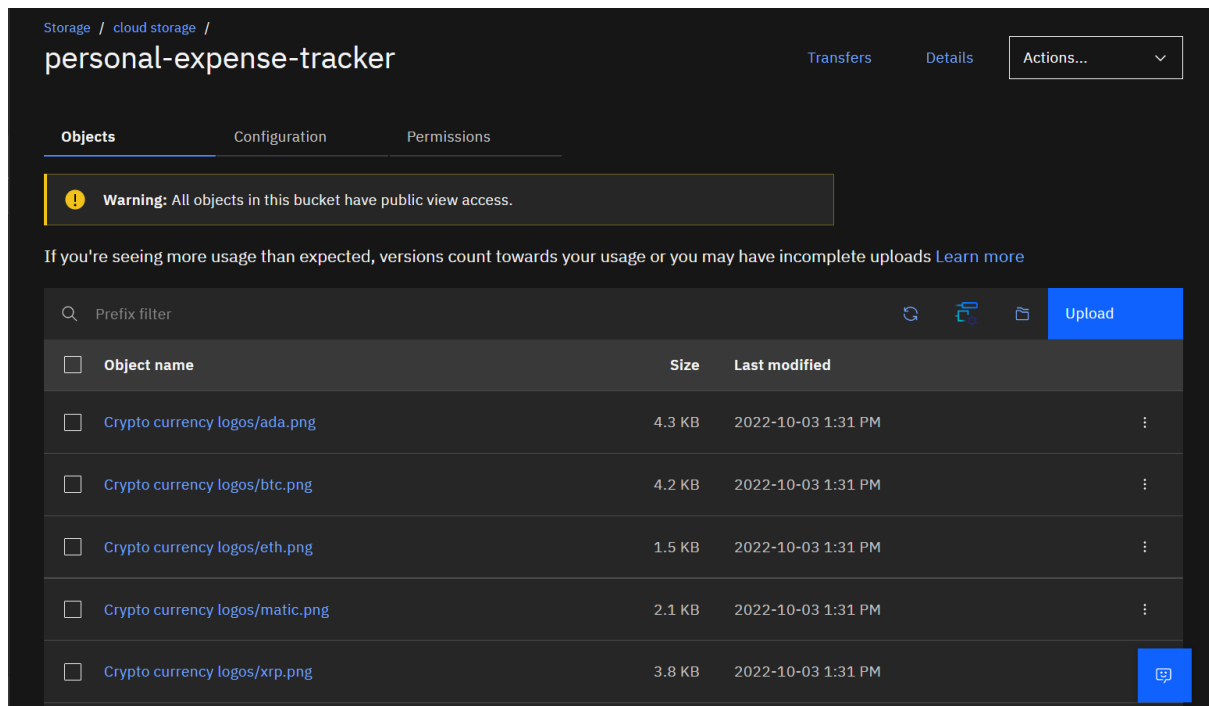 Storage / cloud storage /
personal-expense-tracker
Transfers Details Actions...
Objects Configuration Permissions
Warning: All objects in this bucket have public view access.
If you're seeing more usage than expected, versions count towards your usage or you may have incomplete uploads Learn more
Prefix filter Upload
Object name Size Last modified
Crypto currency logos/ada.png 4.3 KB 2022-10-03 1:31 PM
Crypto currency logos/btc.png 4.2 KB 2022-10-03 1:31 PM
Crypto currency logos/eth.png 1.5 KB 2022-10-03 1:31 PM
Crypto currency logos/matic.png 2.1 KB 2022-10-03 1:31 PM
Crypto currency logos/xrp.png 3.8 KB 2022-10-03 1:31 PM